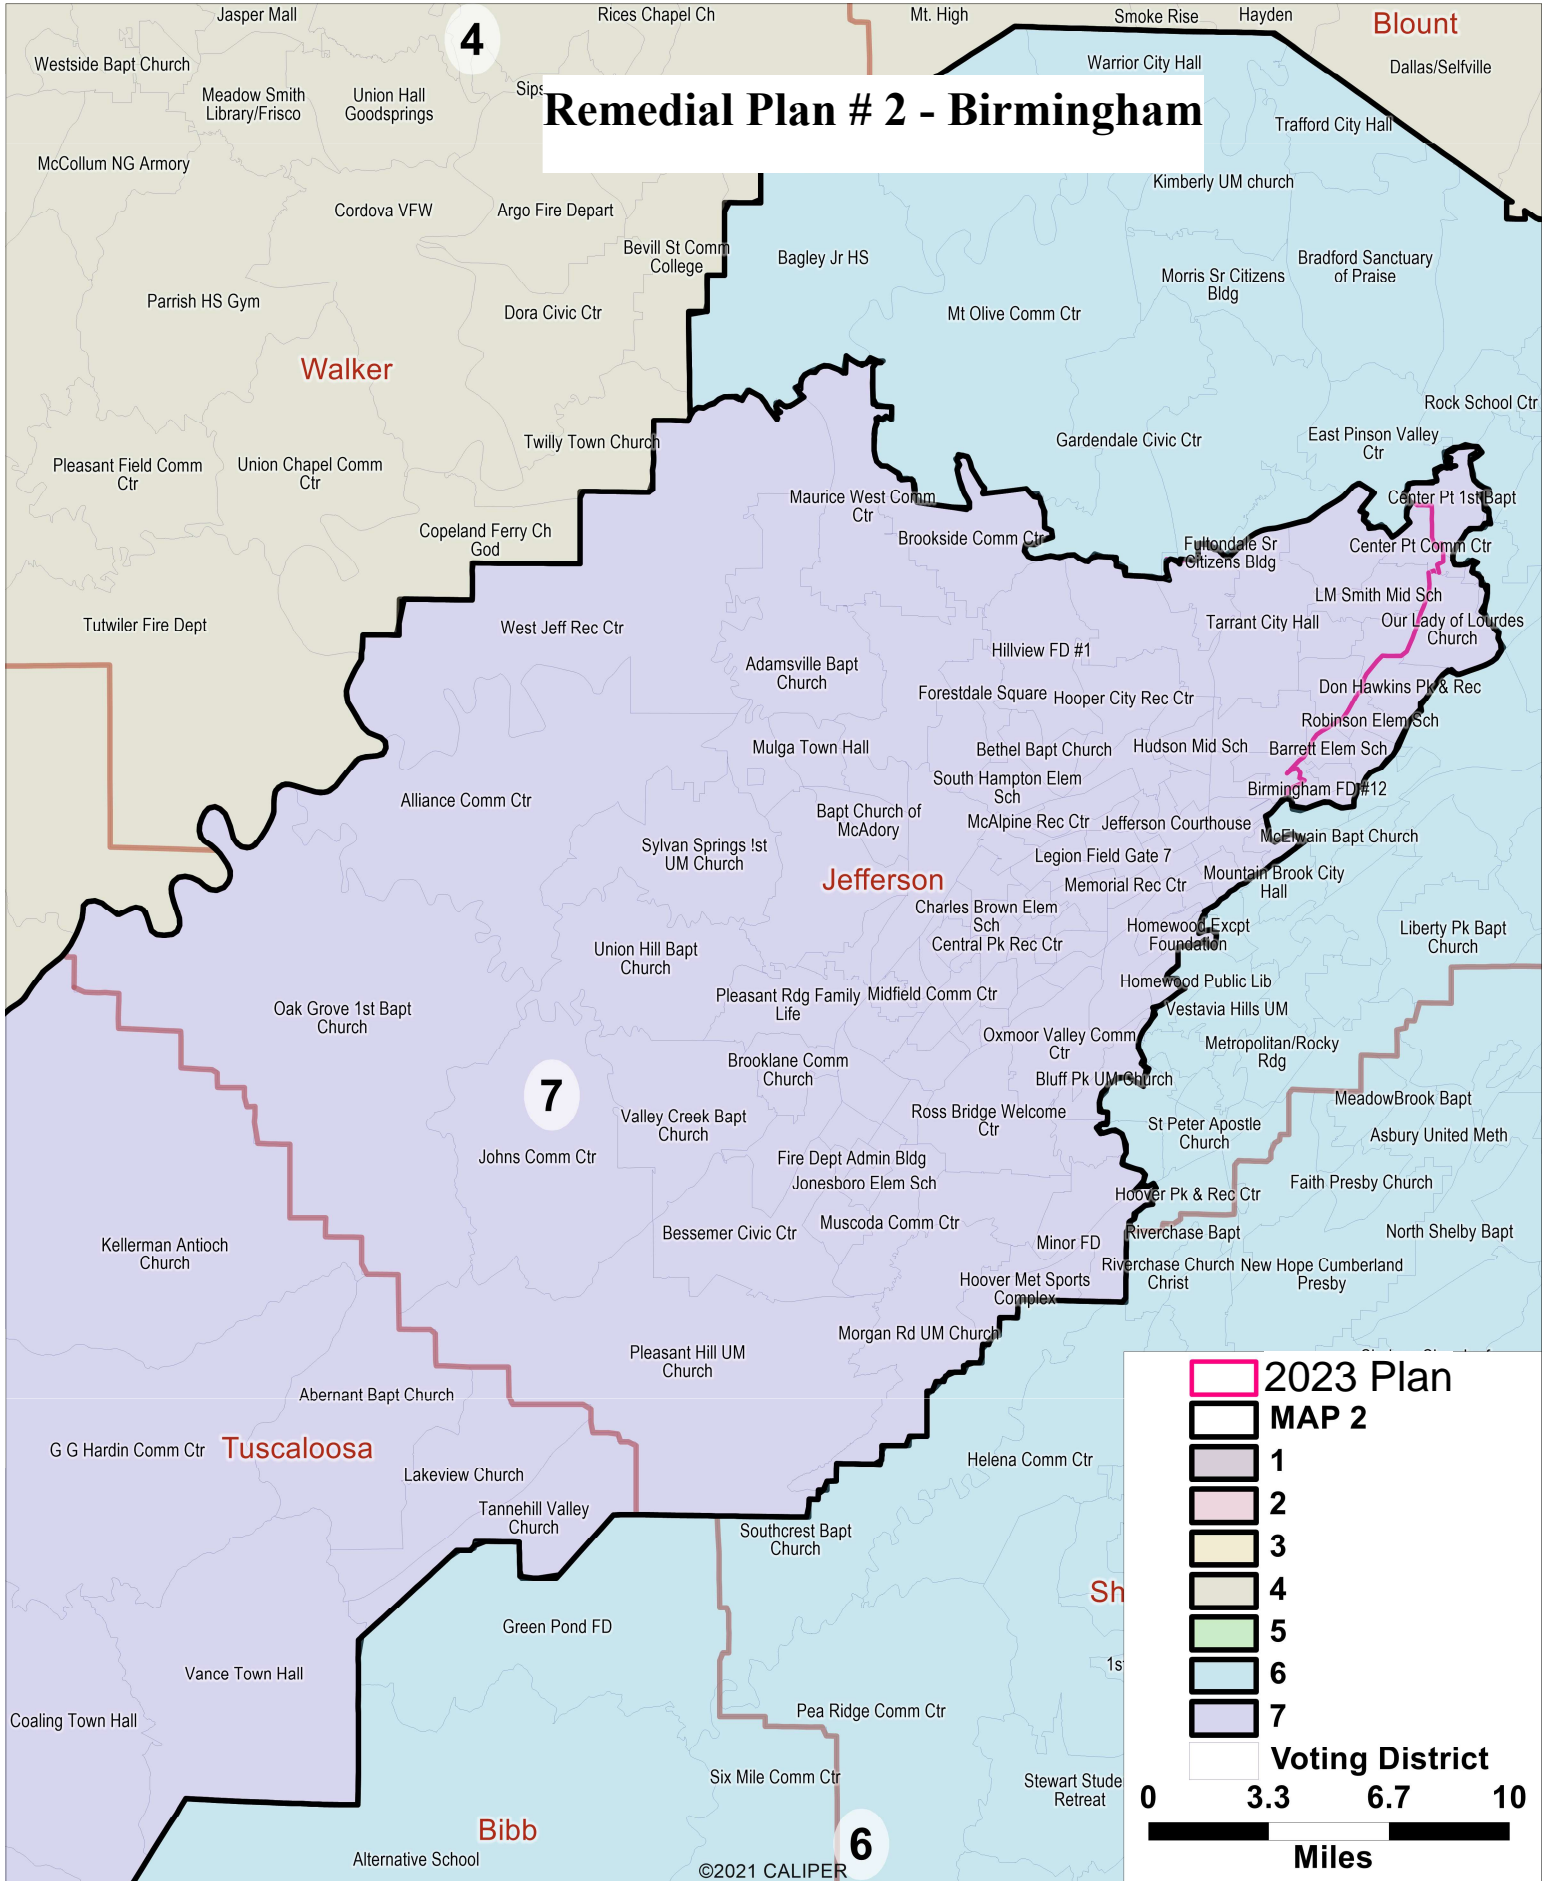 Jasper Mall
Rices Chapel Ch
Mt. High
Smoke Rise
Hayden
Blount
4
Westside Bapt Church
Warrior City Hall
Dallas/Selfville
Meadow Smith
Library/Frisco
Union Hall
Goodsprings
Sips
Remedial Plan # 2 - Birmingham
Trafford City Hall
McCollum NG Armory
Kimberly UM church
Cordova VFW
Argo Fire Depart
Bevill St Comm
College
Bagley Jr HS
Bradford Sanctuary
of Praise
Morris Sr Citizens
Bldg
Parrish HS Gym
Dora Civic Ctr
Mt Olive Comm Ctr
Walker
Rock School Ctr
Twilly Town Church
Gardendale Civic Ctr
East Pinson Valley
Ctr
Pleasant Field Comm
Ctr
Union Chapel Comm
Ctr
Maurice West Comm
Ctr
Center Pt 1st Bapt
Copeland Ferry Ch
God
Brookside Comm Ctr
Fultondale Sr
Citizens Bldg
Center Pt Comm Ctr
LM Smith Mid Sch
Tutwiler Fire Dept
West Jeff Rec Ctr
Tarrant City Hall
Our Lady of Lourdes
Church
Hillview FD #1
Adamsville Bapt
Church
Forestdale Square
Hooper City Rec Ctr
Don Hawkins Pk & Rec
Robinson Elem Sch
Mulga Town Hall
Bethel Bapt Church
Hudson Mid Sch
Barrett Elem Sch
South Hampton Elem
Sch
Birmingham FD #12
Alliance Comm Ctr
Bapt Church of
McAdory
McAlpine Rec Ctr
Jefferson Courthouse
McElwain Bapt Church
Sylvan Springs !st
UM Church
Legion Field Gate 7
Jefferson
Memorial Rec Ctr
Mountain Brook City
Hall
Charles Brown Elem
Sch
Homewood Excpt
Foundation
Liberty Pk Bapt
Church
Central Pk Rec Ctr
Union Hill Bapt
Church
Homewood Public Lib
Pleasant Rdg Family
Life
Midfield Comm Ctr
Vestavia Hills UM
Oak Grove 1st Bapt
Church
Oxmoor Valley Comm
Ctr
Metropolitan/Rocky
Rdg
Brooklane Comm
Church
Bluff Pk UM Church
7
MeadowBrook Bapt
Valley Creek Bapt
Church
Ross Bridge Welcome
Ctr
St Peter Apostle
Church
Asbury United Meth
Johns Comm Ctr
Fire Dept Admin Bldg
Jonesboro Elem Sch
Faith Presby Church
Hoover Pk & Rec Ctr
Bessemer Civic Ctr
Muscoda Comm Ctr
Riverchase Bapt
North Shelby Bapt
Kellerman Antioch
Church
Minor FD
Riverchase Church
Christ
New Hope Cumberland
Presby
Hoover Met Sports
Complex
Morgan Rd UM Church
Pleasant Hill UM
Church
Abernant Bapt Church
G G Hardin Comm Ctr
Tuscaloosa
Lakeview Church
Helena Comm Ctr
Tannehill Valley
Church
Southcrest Bapt
Church
Sh
Green Pond FD
1st
Vance Town Hall
Coaling Town Hall
Pea Ridge Comm Ctr
Six Mile Comm Ctr
Stewart Stude
Retreat
Bibb
6
Alternative School
©2021 CALIPER
2023 Plan
MAP 2
1
2
3
4
5
6
7
Voting District
0 3.3 6.7 10
Miles